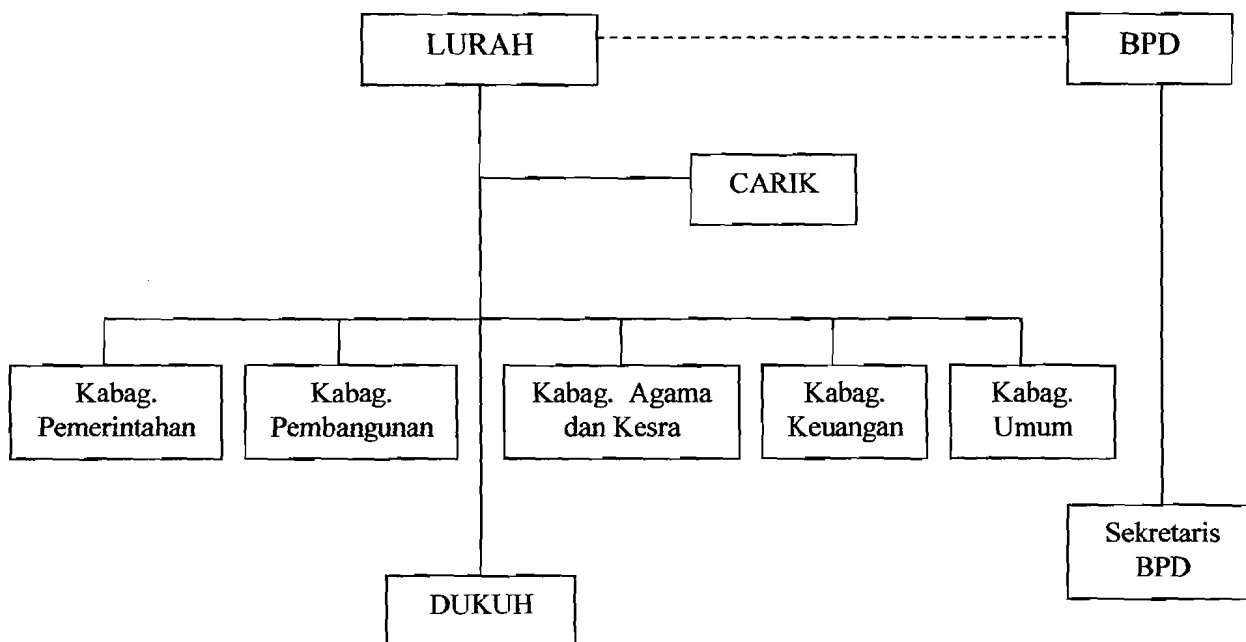 LURAH
BPD
CARIK
Kabag.
Pemerintahan
Kabag.
Pembangunan
Kabag. Agama
dan Kesra
Kabag.
Keuangan
Kabag.
Umum
Sekretaris
BPD
DUKUH